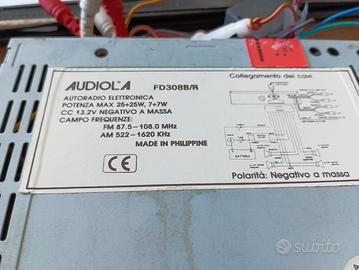 AUDIOLA FD308B/R
AUTORADIO ELETTRONICA
POTENZA MAX 25+25W, 7+7W
CC 13.2V NEGATIVO A MASSA
CAMPO FREQUENZE:
FM 87.5-108.0 MHz
AM 522-1620 KHz
MADE IN PHILIPPINE
CE
Collegamento dei cavi
BATTERIA
Polarità: Negativo a massa
subito